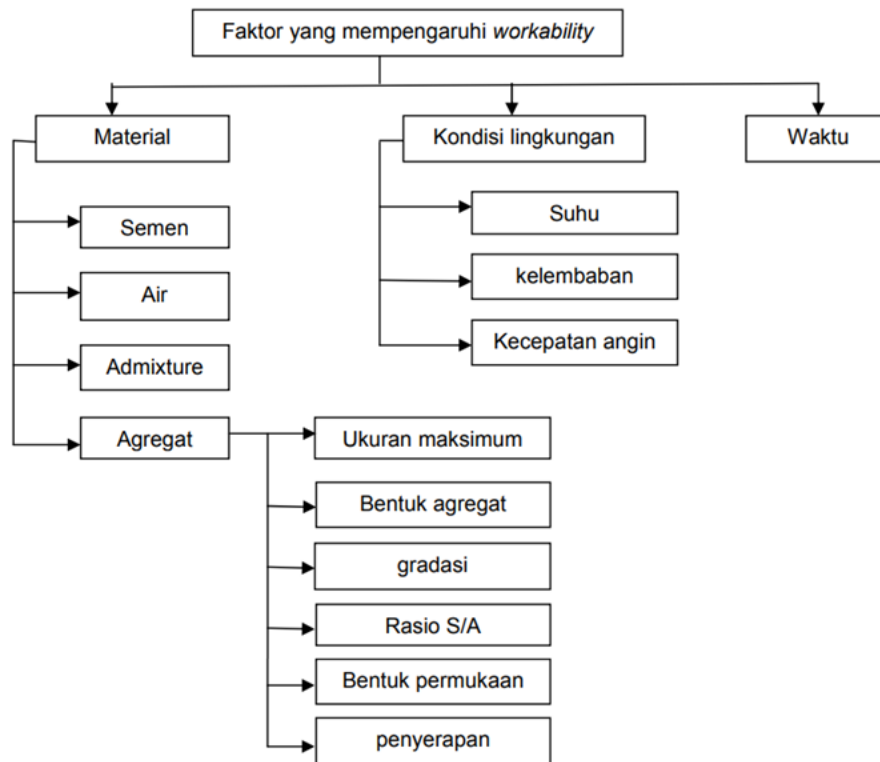 Faktor yang mempengaruhi workability
Material
Kondisi lingkungan
Waktu
Semen
Air
Admixture
Agregat
Suhu
kelembaban
Kecepatan angin
Ukuran maksimum
Bentuk agregat
gradasi
Rasio S/A
Bentuk permukaan
penyerapan